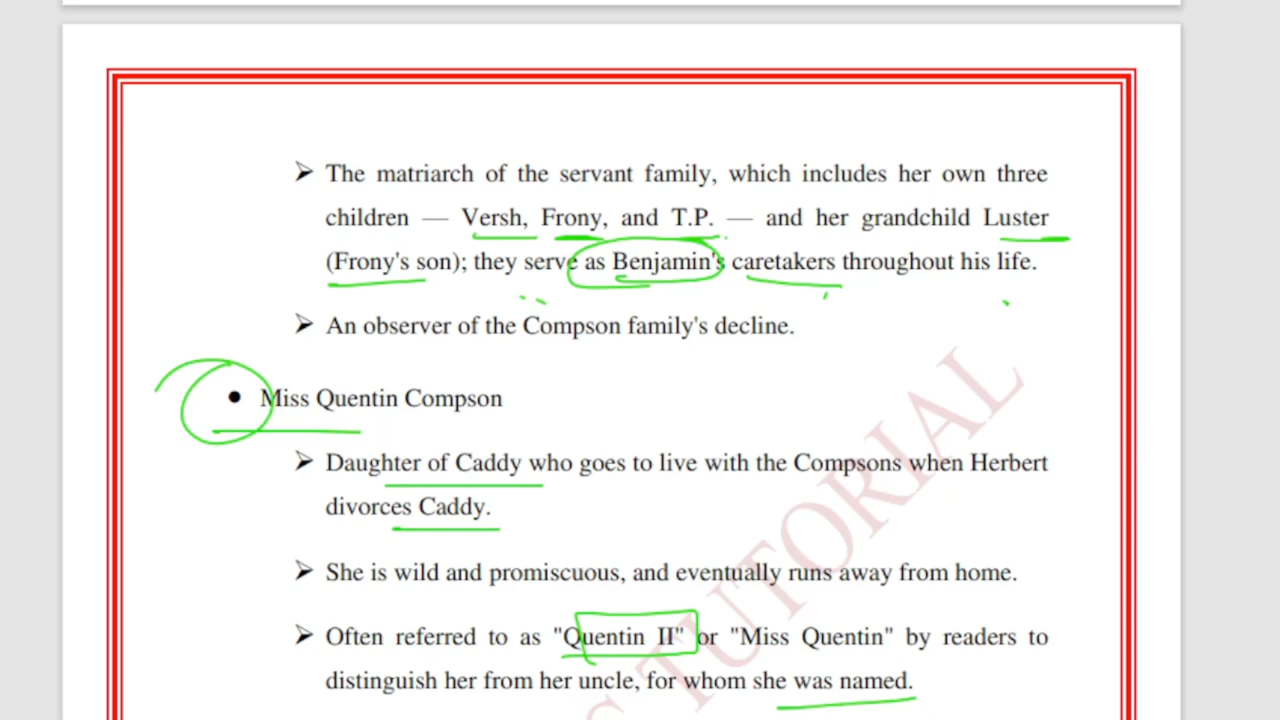 ➢ The matriarch of the servant family, which includes her own three
children — Versh, Frony, and T.P. — and her grandchild Luster
(Frony's son); they serve as Benjamin's caretakers throughout his life.
➢ An observer of the Compson family's decline.
● Miss Quentin Compson
➢ Daughter of Caddy who goes to live with the Compsons when Herbert
divorces Caddy.
➢ She is wild and promiscuous, and eventually runs away from home.
➢ Often referred to as "Quentin II" or "Miss Quentin" by readers to
distinguish her from her uncle, for whom she was named.
TUTORIAL